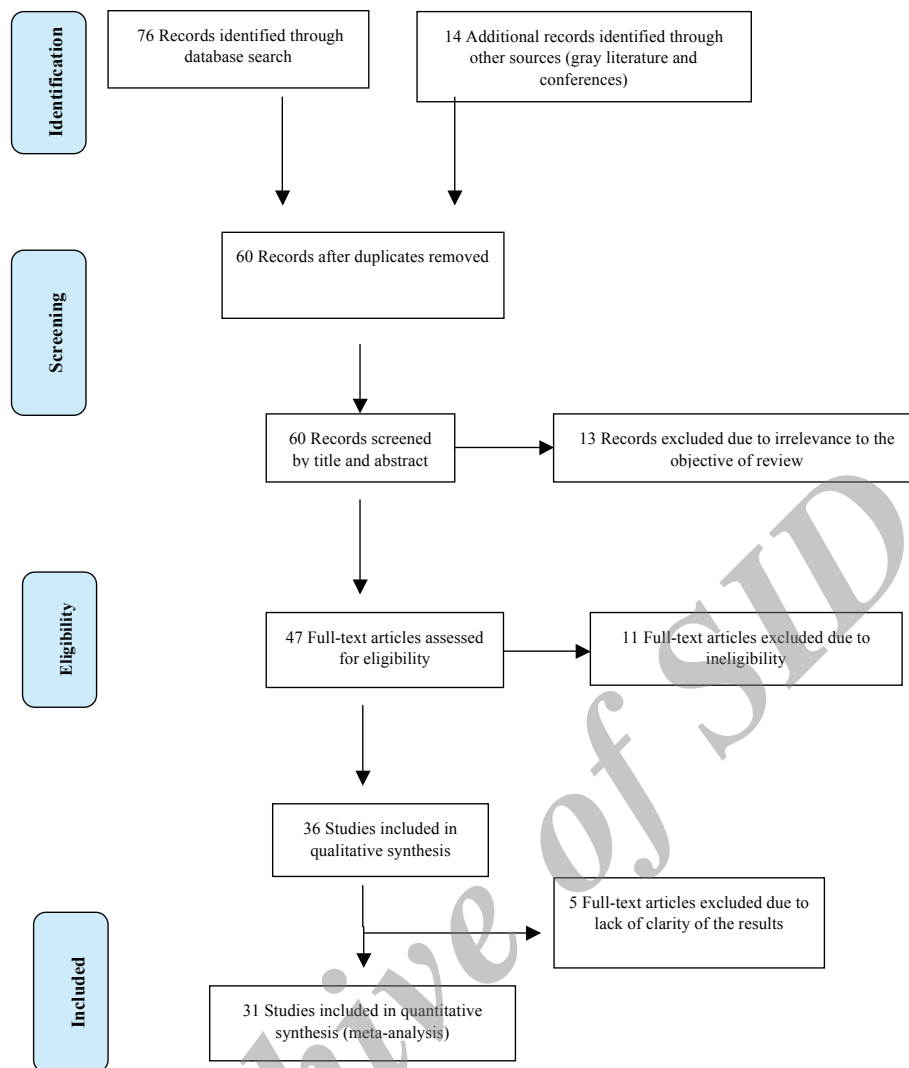 Identification
76 Records identified through
database search
14 Additional records identified through
other sources (gray literature and
conferences)
Screening
60 Records after duplicates removed
60 Records screened
by title and abstract
13 Records excluded due to irrelevance to the
objective of review
Eligibility
47 Full-text articles assessed
for eligibility
11 Full-text articles excluded due to
ineligibility
36 Studies included in
qualitative synthesis
5 Full-text articles excluded due to
lack of clarity of the results
Included
31 Studies included in quantitative
synthesis (meta-analysis)
hive of SID